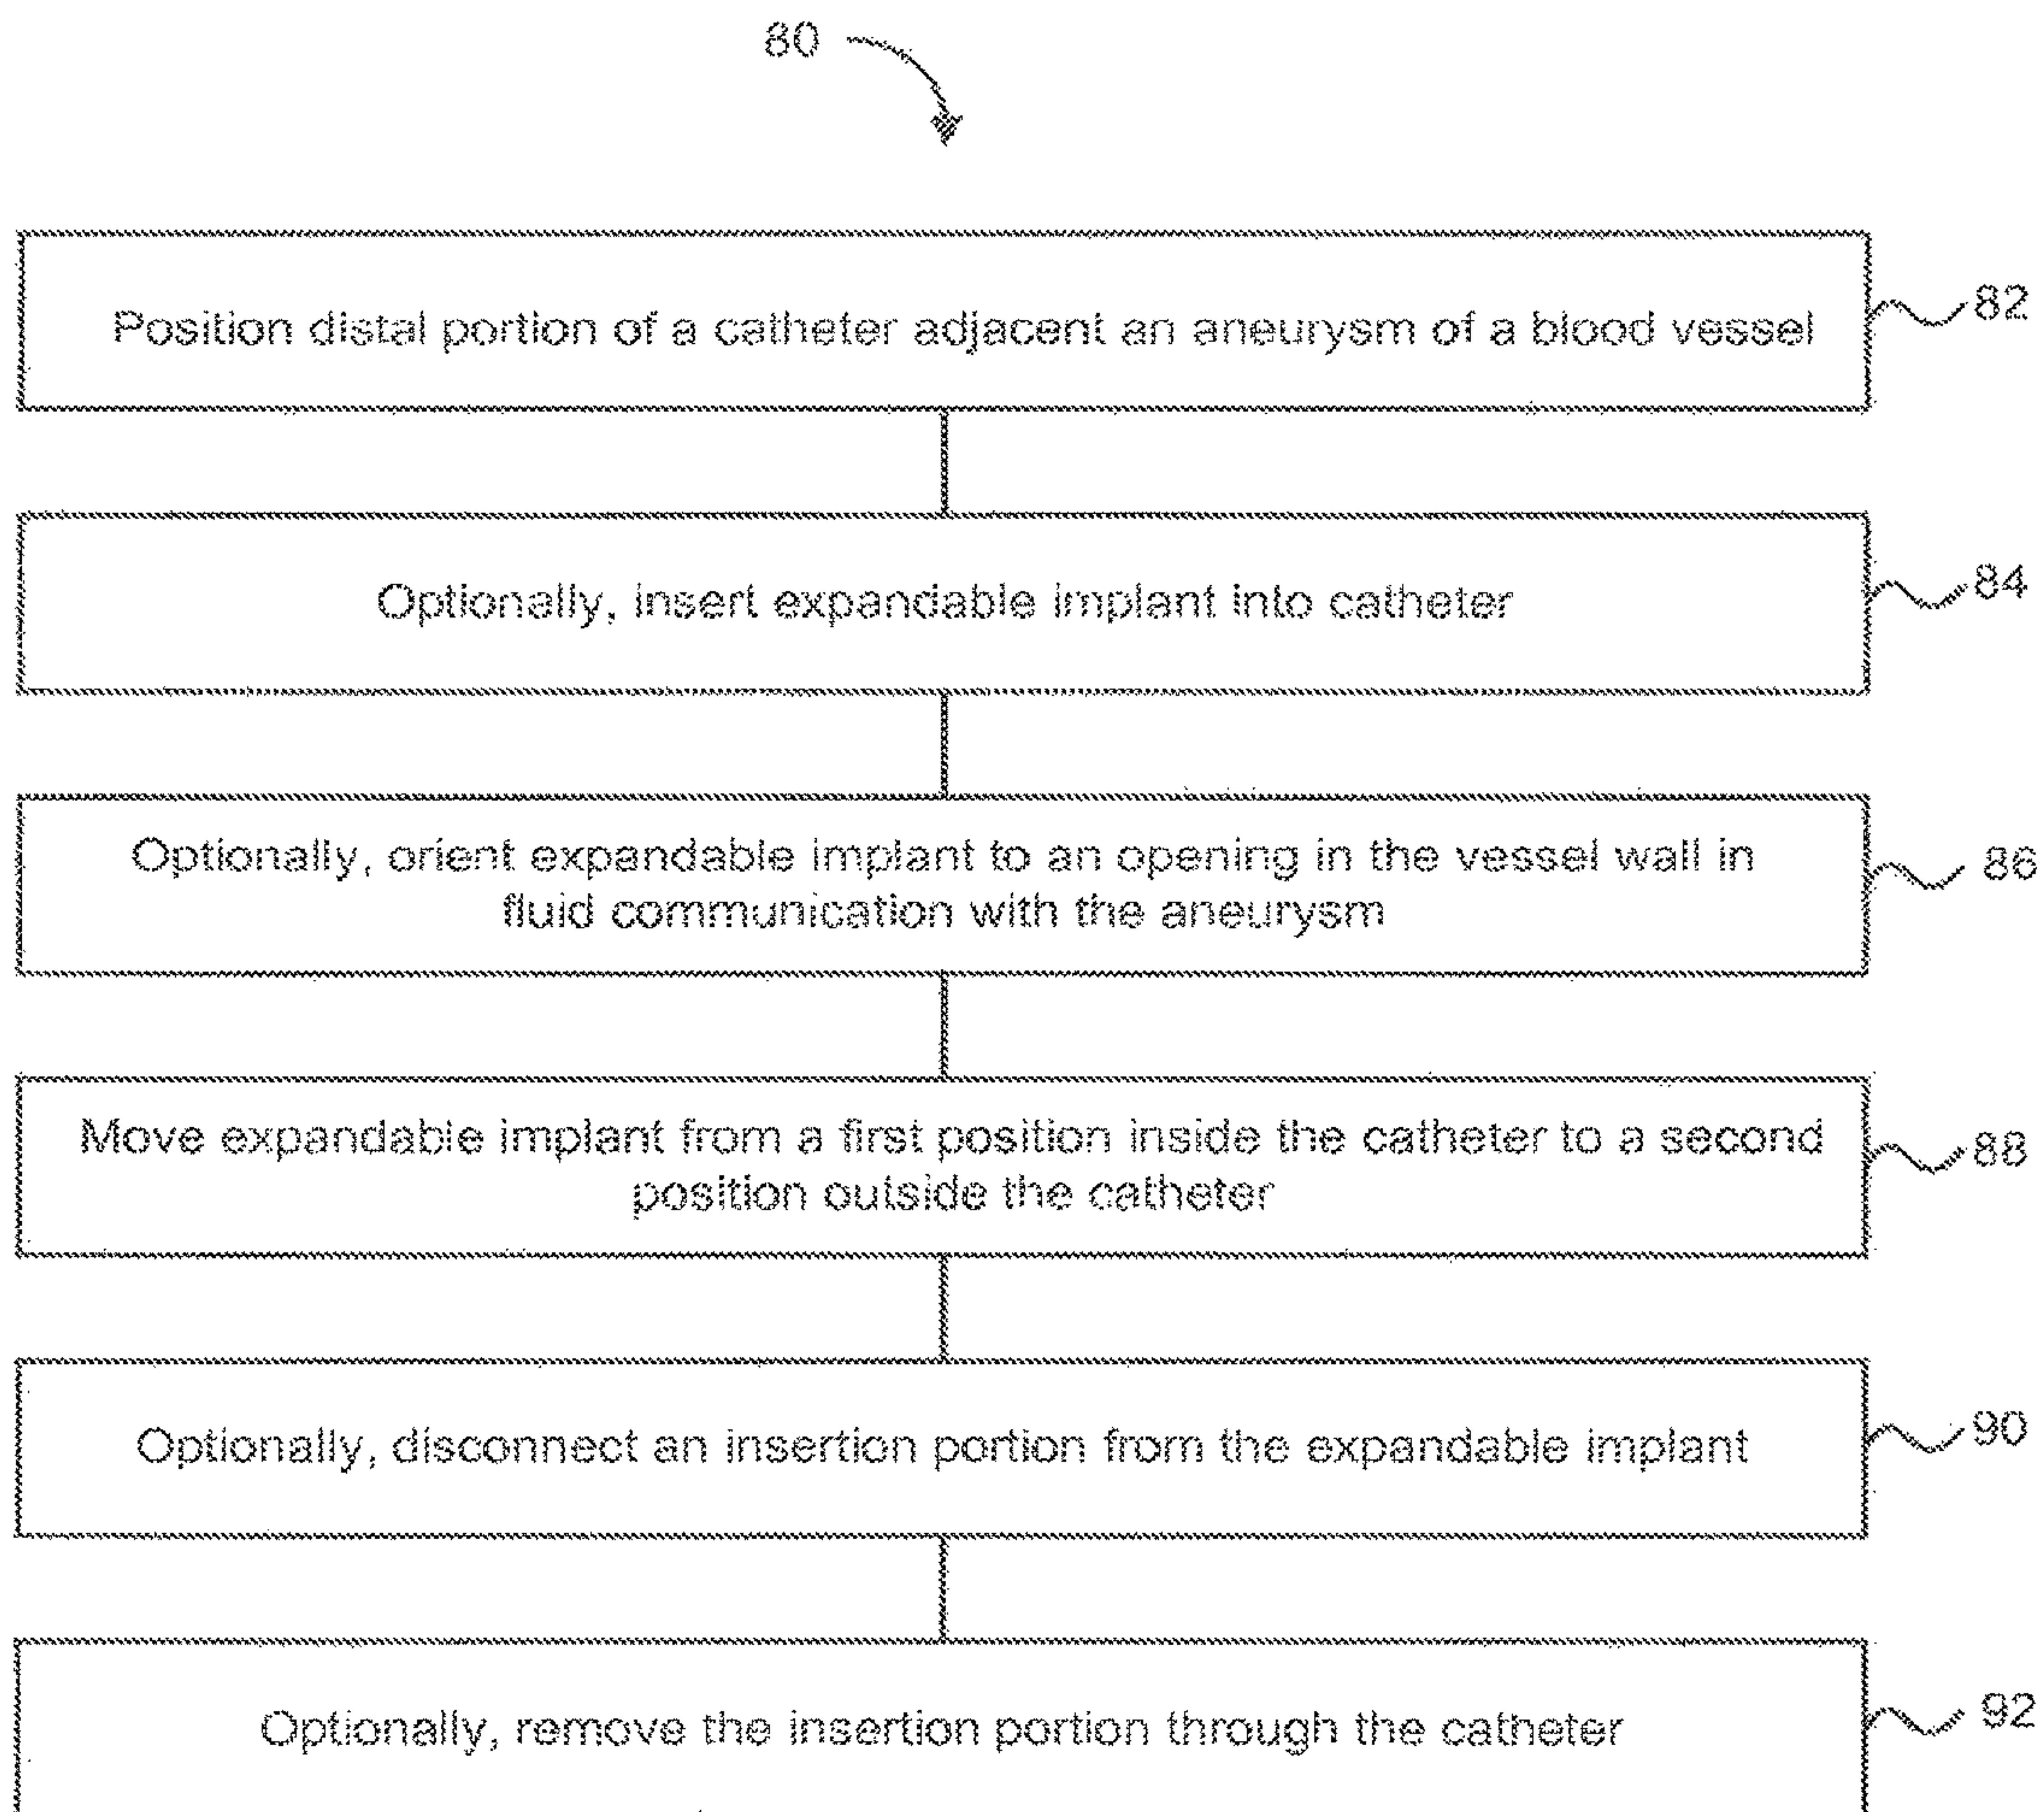 80
Position distal portion of a catheter adjacent an aneurysm of a blood vessel
82
Optionally, insert expandable implant into catheter
84
Optionally, orient expandable implant to an opening in the vessel wall in
fluid communication with the aneurysm
86
Move expandable implant from a first position inside the catheter to a second
position outside the catheter
88
Optionally, disconnect an insertion portion from the expandable implant
90
Optionally, remove the insertion portion through the catheter
92